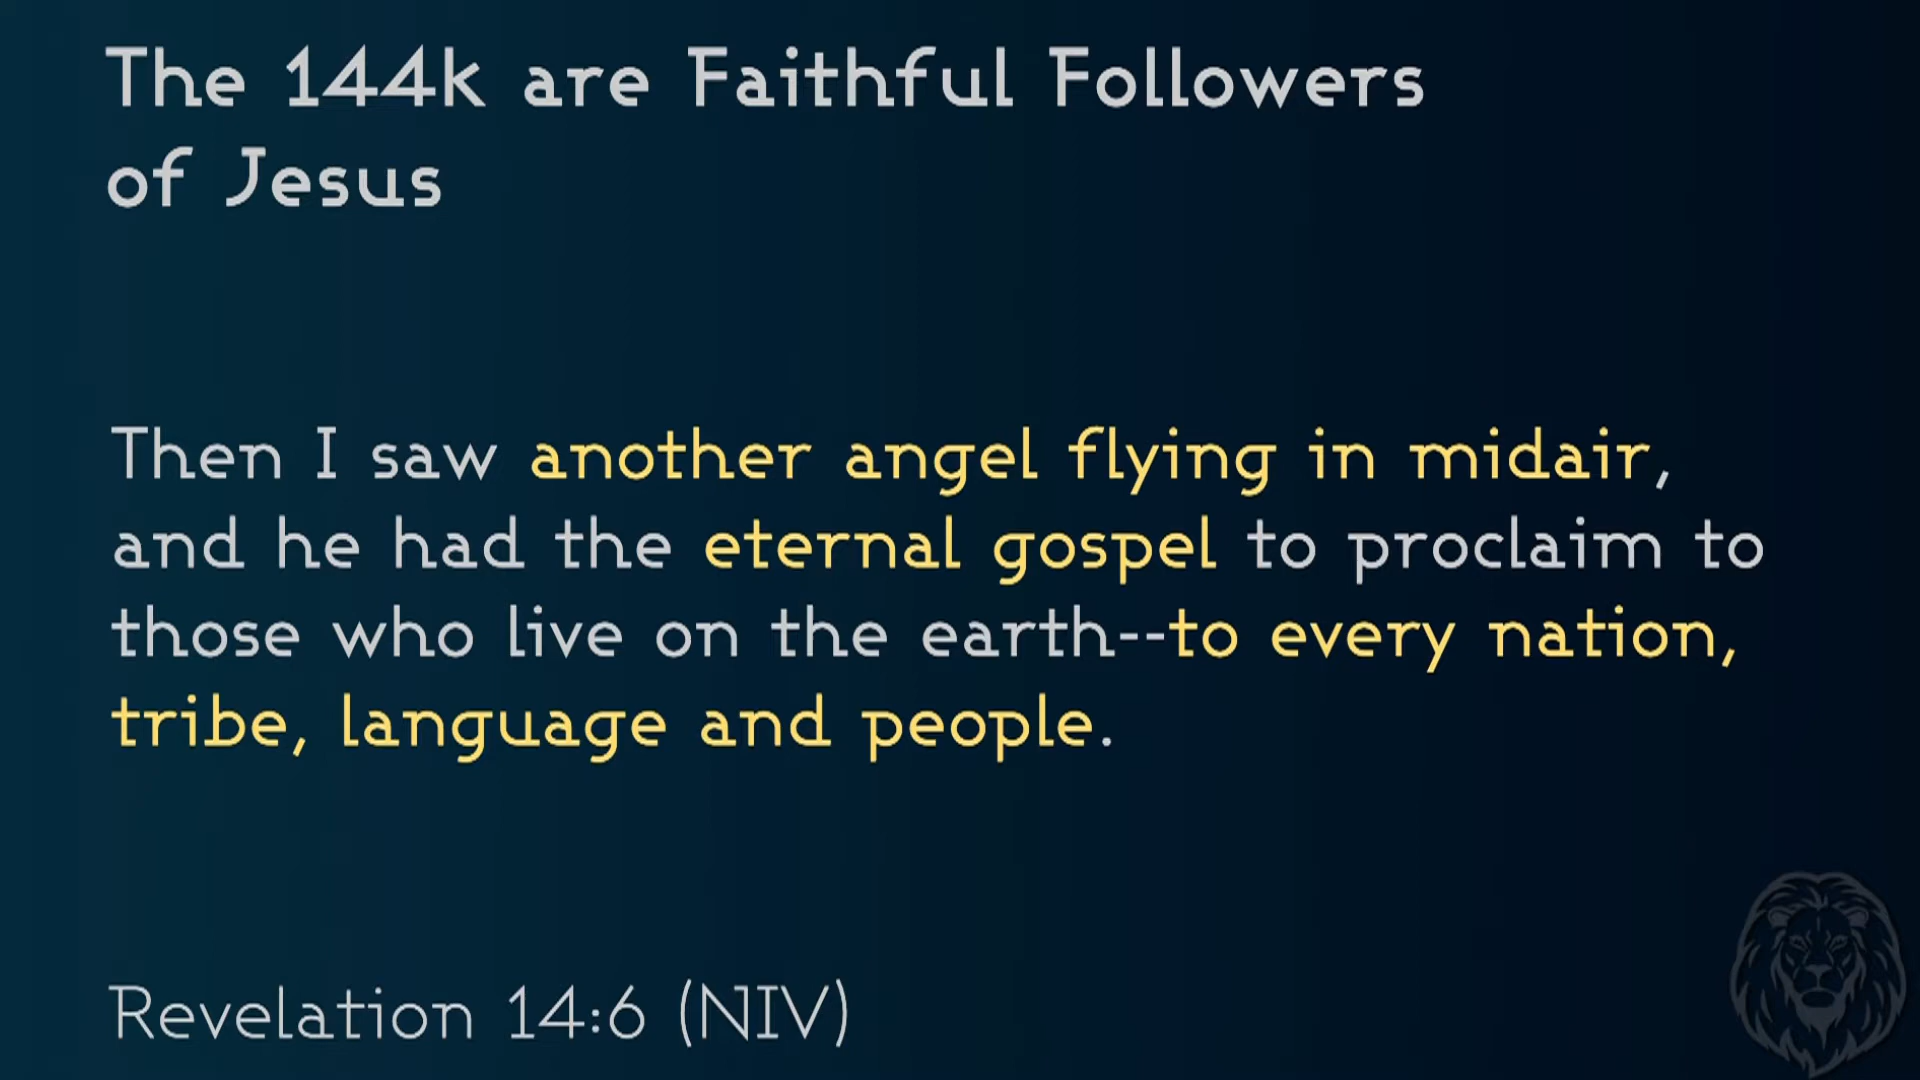 The 144k are Faithful Followers
of Jesus
Then I saw another angel flying in midair,
and he had the eternal gospel to proclaim to
those who live on the earth--to every nation,
tribe, language and people.
Revelation 14:6 (NIV)